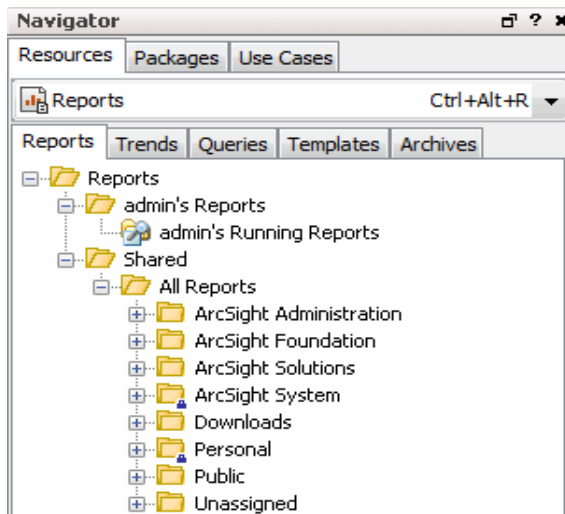 Navigator ?
Resources Packages Use Cases
Reports Ctrl+Alt+R
Reports Trends Queries Templates Archives
Reports
admin's Reports
admin's Running Reports
Shared
All Reports
ArcSight Administration
ArcSight Foundation
ArcSight Solutions
ArcSight System
Downloads
Personal
Public
Unassigned